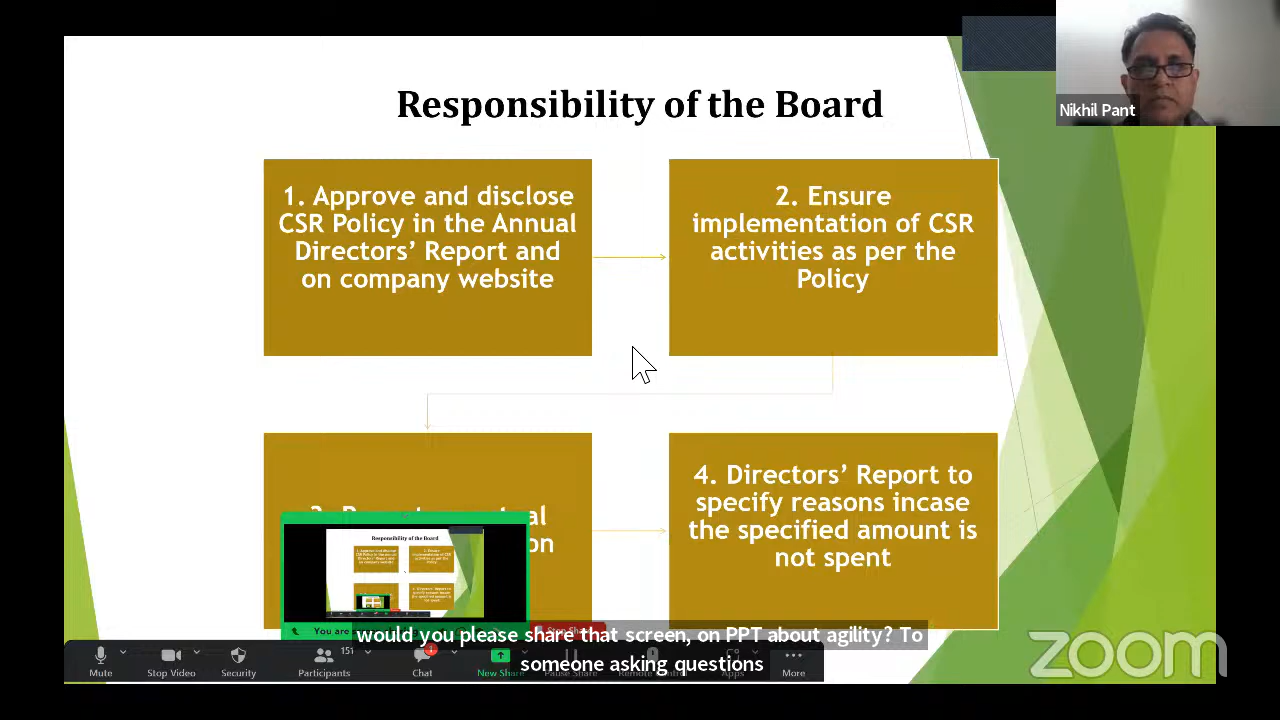 Responsibility of the Board
Nikhil Pant
1. Approve and disclose
CSR Policy in the Annual
Directors’ Report and
on company website
2. Ensure
implementation of CSR
activities as per the
Policy
4. Directors’ Report to
specify reasons incase
the specified amount is
not spent
Responsibility of the Board
would you please share that screen, on PPT about agility? To
someone asking questions
151
1
Mute
Stop Video
Security
Participants
Chat
New Share
Pause Share
Remote Control
Apps
More
zoom